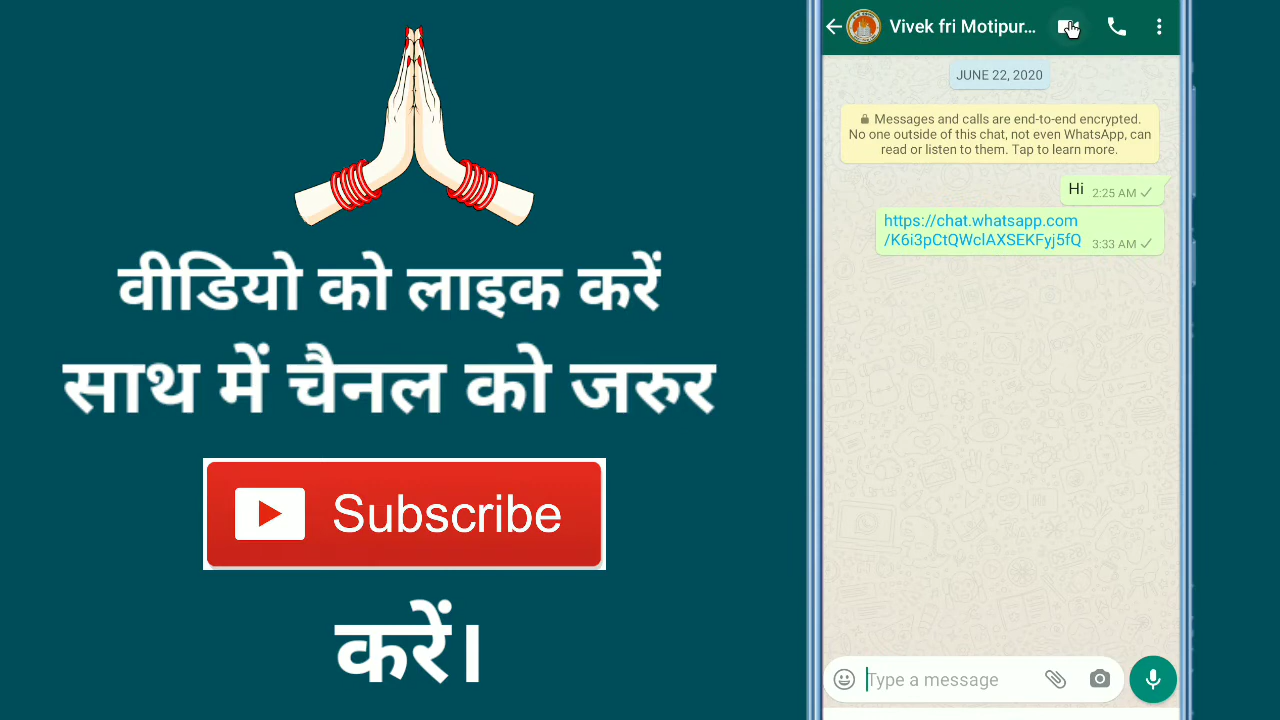 वीडियो को लाइक करें
साथ में चैनल को जरुर
Subscribe
करें।
Vivek fri Motipur...
JUNE 22, 2020
Messages and calls are end-to-end encrypted.
No one outside of this chat, not even WhatsApp, can
read or listen to them. Tap to learn more.
Hi 2:25 AM
https://chat.whatsapp.com
/K6i3pCtQWclAXSEKFyj5fQ 3:33 AM
Type a message